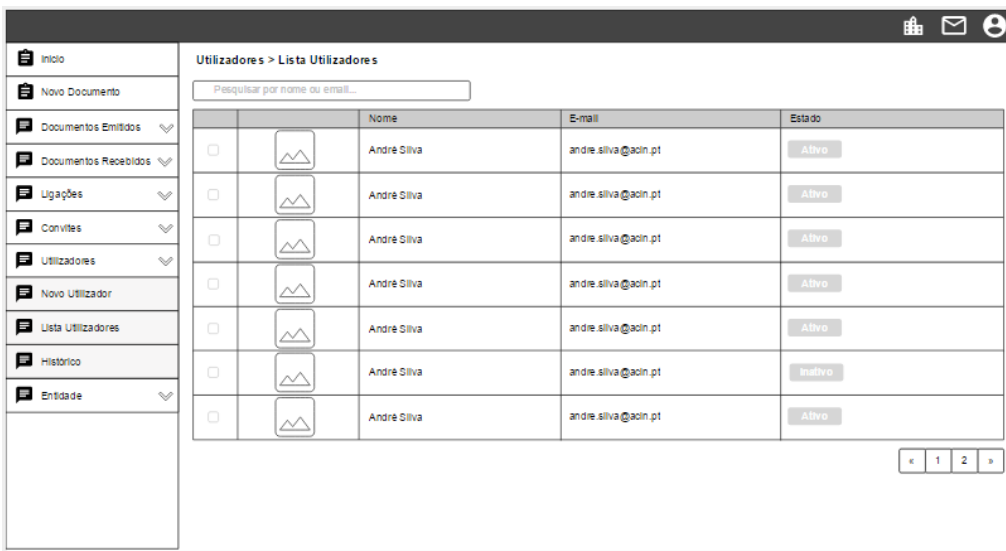 Início
Novo Documento
Documentos Emitidos
Documentos Recebidos
Ligações
Convites
Utilizadores
Novo Utilizador
Lista Utilizadores
Histórico
Entidade
Utilizadores > Lista Utilizadores
Pesquisar por nome ou email...
Nome E-mail Estado
André Silva andre.silva@acin.pt Ativo
André Silva andre.silva@acin.pt Ativo
André Silva andre.silva@acin.pt Ativo
André Silva andre.silva@acin.pt Ativo
André Silva andre.silva@acin.pt Ativo
André Silva andre.silva@acin.pt Inativo
André Silva andre.silva@acin.pt Ativo
« 1 2 »